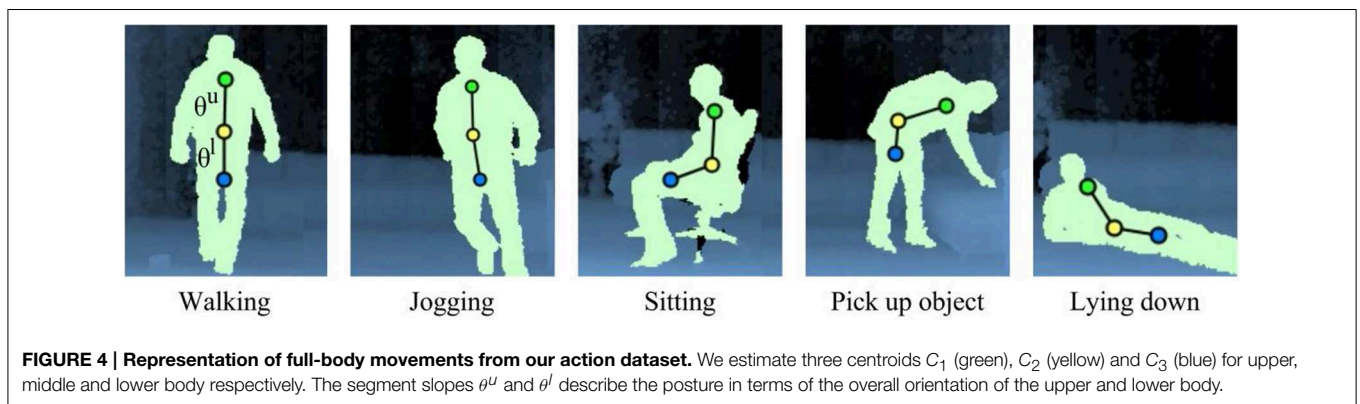 θᵘ
θˡ
Walking Jogging Sitting Pick up object Lying down
FIGURE 4 | Representation of full-body movements from our action dataset. We estimate three centroids C₁ (green), C₂ (yellow) and C₃ (blue) for upper,
middle and lower body respectively. The segment slopes θᵘ and θˡ describe the posture in terms of the overall orientation of the upper and lower body.